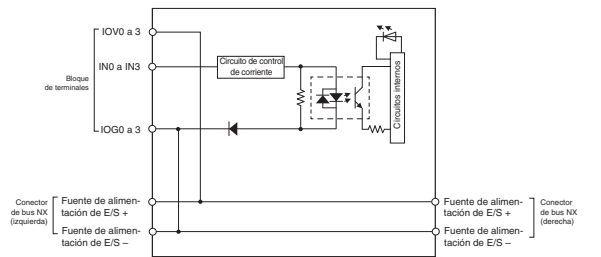 IOV0 a 3
IN0 a IN3
Bloque
de terminales
IOG0 a 3
Circuito de control
de corriente
Circuitos internos
Conector
de bus NX
(izquierda)
Fuente de alimen-
tación de E/S +
Fuente de alimen-
tación de E/S –
Fuente de alimen-
tación de E/S +
Fuente de alimen-
tación de E/S –
Conector
de bus NX
(derecha)